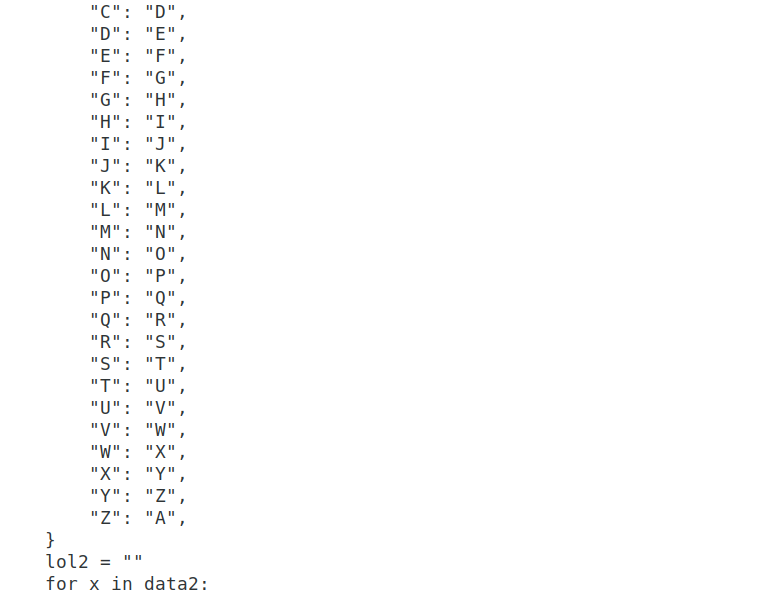 "C": "D",
        "D": "E",
        "E": "F",
        "F": "G",
        "G": "H",
        "H": "I",
        "I": "J",
        "J": "K",
        "K": "L",
        "L": "M",
        "M": "N",
        "N": "O",
        "O": "P",
        "P": "Q",
        "Q": "R",
        "R": "S",
        "S": "T",
        "T": "U",
        "U": "V",
        "V": "W",
        "W": "X",
        "X": "Y",
        "Y": "Z",
        "Z": "A",
    }
    lol2 = ""
    for x in data2: